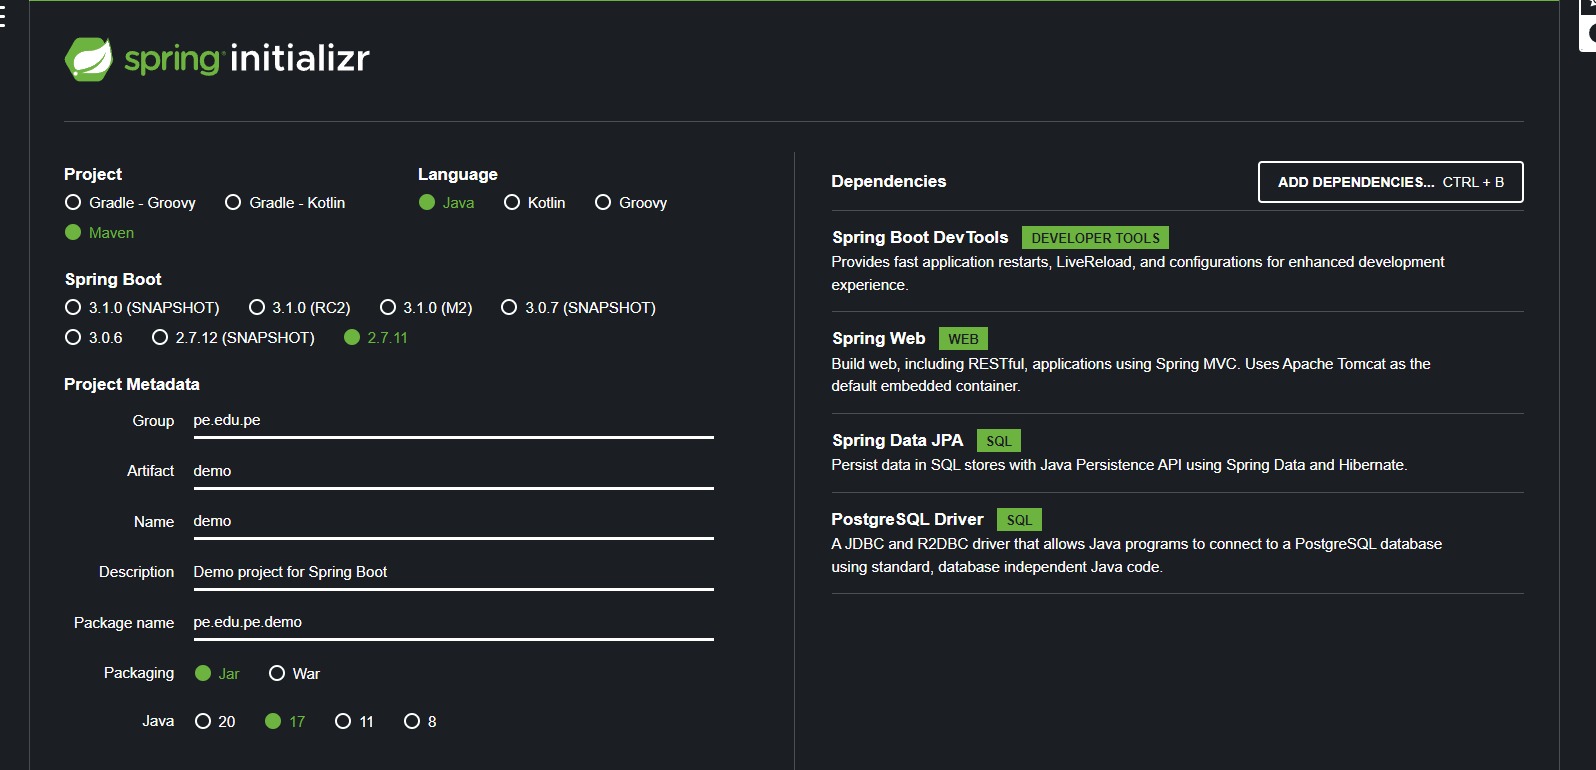 spring initializr
Project
Gradle - Groovy Gradle - Kotlin
Maven
Language
Java Kotlin Groovy
Spring Boot
3.1.0 (SNAPSHOT) 3.1.0 (RC2) 3.1.0 (M2) 3.0.7 (SNAPSHOT)
3.0.6 2.7.12 (SNAPSHOT) 2.7.11
Project Metadata
Group pe.edu.pe
Artifact demo
Name demo
Description Demo project for Spring Boot
Package name pe.edu.pe.demo
Packaging Jar War
Java 20 17 11 8
Dependencies ADD DEPENDENCIES... CTRL + B
Spring Boot DevTools DEVELOPER TOOLS
Provides fast application restarts, LiveReload, and configurations for enhanced development
experience.
Spring Web WEB
Build web, including RESTful, applications using Spring MVC. Uses Apache Tomcat as the
default embedded container.
Spring Data JPA SQL
Persist data in SQL stores with Java Persistence API using Spring Data and Hibernate.
PostgreSQL Driver SQL
A JDBC and R2DBC driver that allows Java programs to connect to a PostgreSQL database
using standard, database independent Java code.